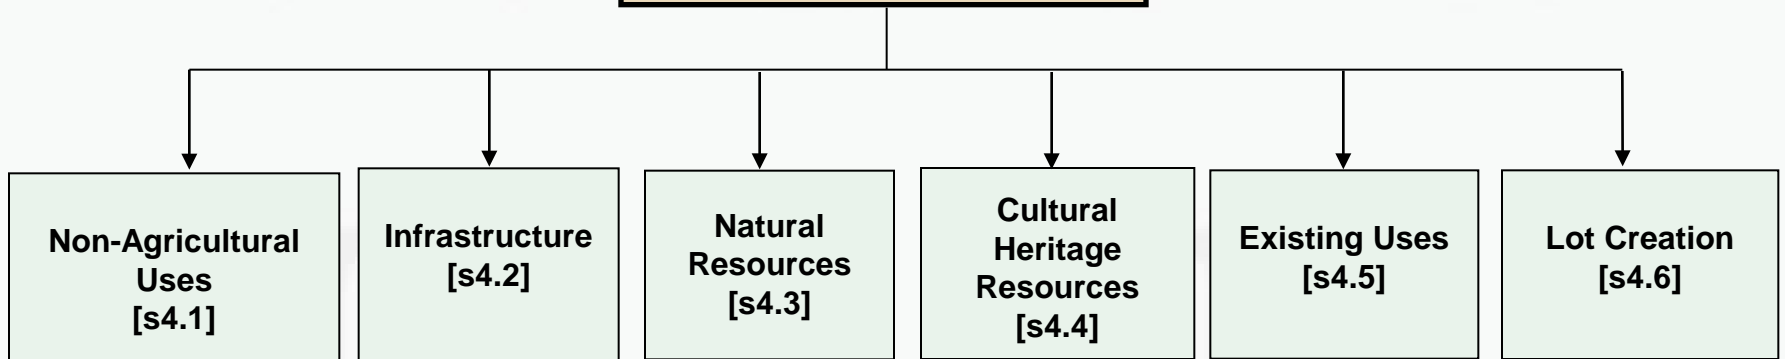 Non-Agricultural
Uses
[s4.1]
Infrastructure
[s4.2]
Natural
Resources
[s4.3]
Cultural
Heritage
Resources
[s4.4]
Existing Uses
[s4.5]
Lot Creation
[s4.6]